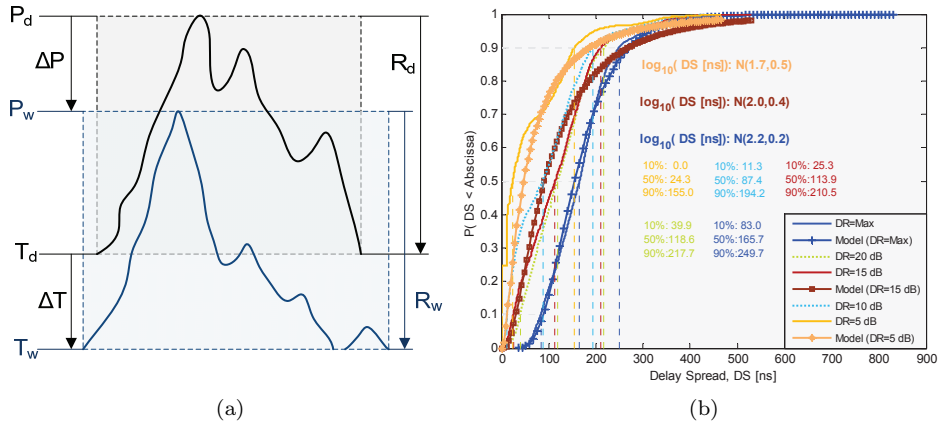 P_d
ΔP
P_w
T_d
ΔT
T_w
R_d
R_w
(a)
P( DS < Abscissa)
1
0.9
0.8
0.7
0.6
0.5
0.4
0.3
0.2
0.1
0
log10( DS [ns]): N(1.7,0.5)
log10( DS [ns]): N(2.0,0.4)
log10( DS [ns]): N(2.2,0.2)
10%: 0.0
50%: 24.3
90%:155.0
10%: 11.3
50%: 87.4
90%:194.2
10%: 25.3
50%:113.9
90%:210.5
10%: 39.9
50%:118.6
90%:217.7
10%: 83.0
50%:165.7
90%:249.7
DR=Max
Model (DR=Max)
DR=20 dB
DR=15 dB
Model (DR=15 dB)
DR=10 dB
DR=5 dB
Model (DR=5 dB)
0 100 200 300 400 500 600 700 800 900
Delay Spread, DS [ns]
(b)